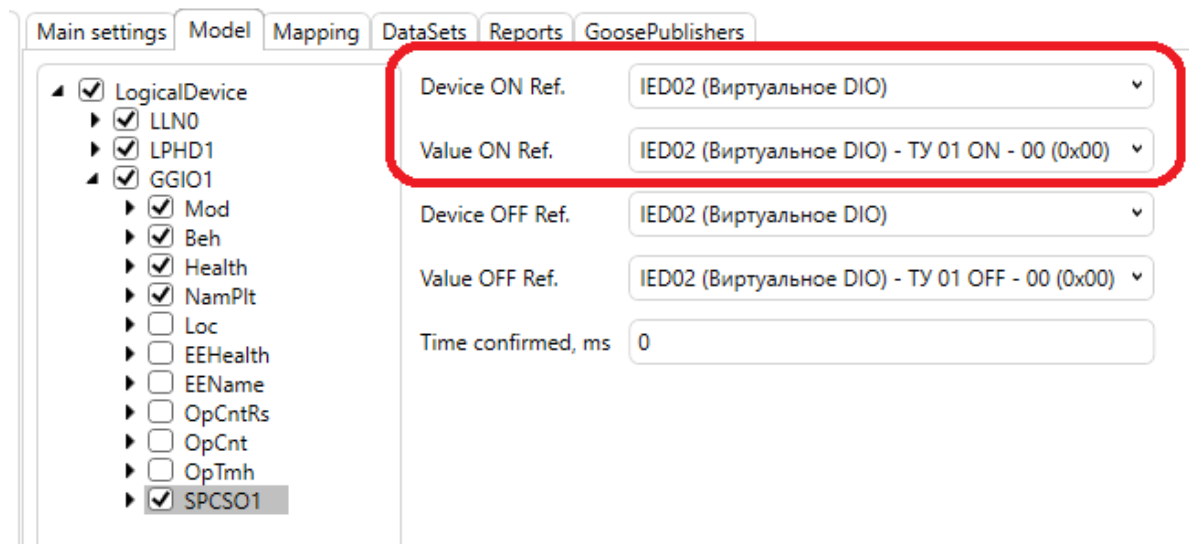 Main settings Model Mapping DataSets Reports GoosePublishers
LogicalDevice
LLN0
LPHD1
GGIO1
Mod
Beh
Health
NamPlt
Loc
EEHealth
EEName
OpCntRs
OpCnt
OpTmh
SPCSO1
Device ON Ref. IED02 (Виртуальное DIO)
Value ON Ref. IED02 (Виртуальное DIO) - ТУ 01 ON - 00 (0x00)
Device OFF Ref. IED02 (Виртуальное DIO)
Value OFF Ref. IED02 (Виртуальное DIO) - ТУ 01 OFF - 00 (0x00)
Time confirmed, ms 0